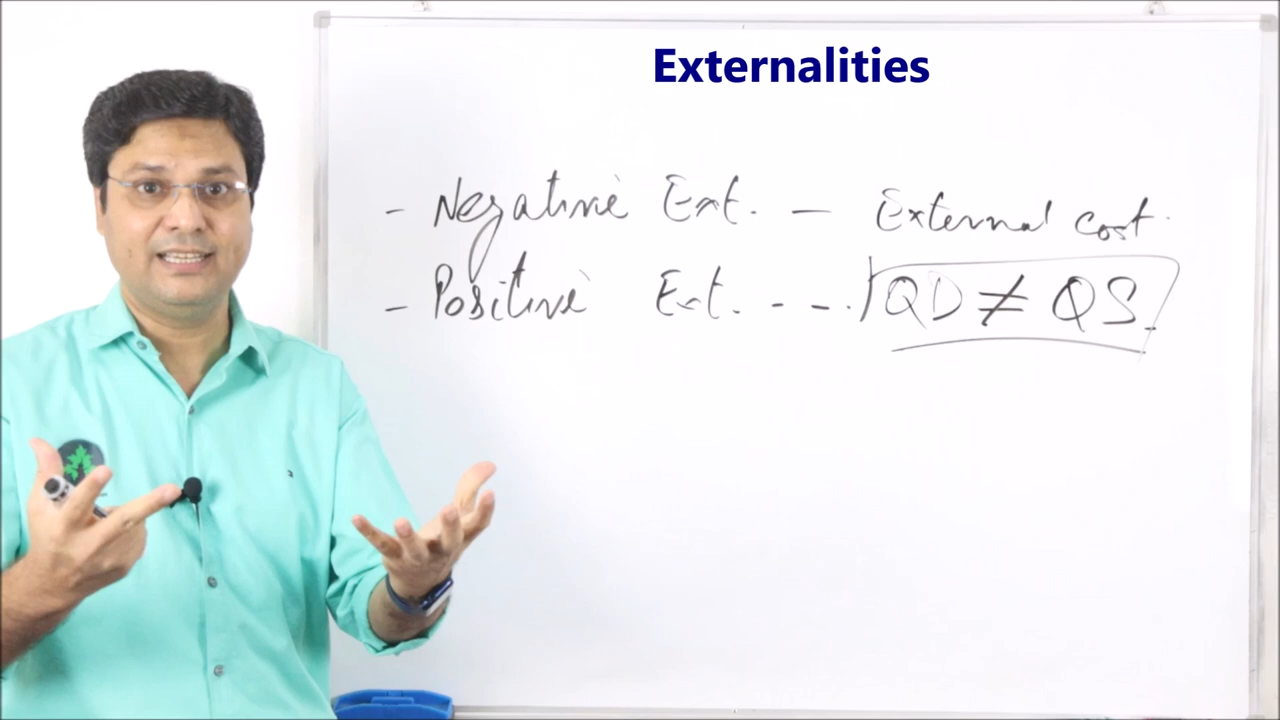 Externalities
- Negative Ext. — External cost.
- Positive Ext. - - . QD ≠ QS